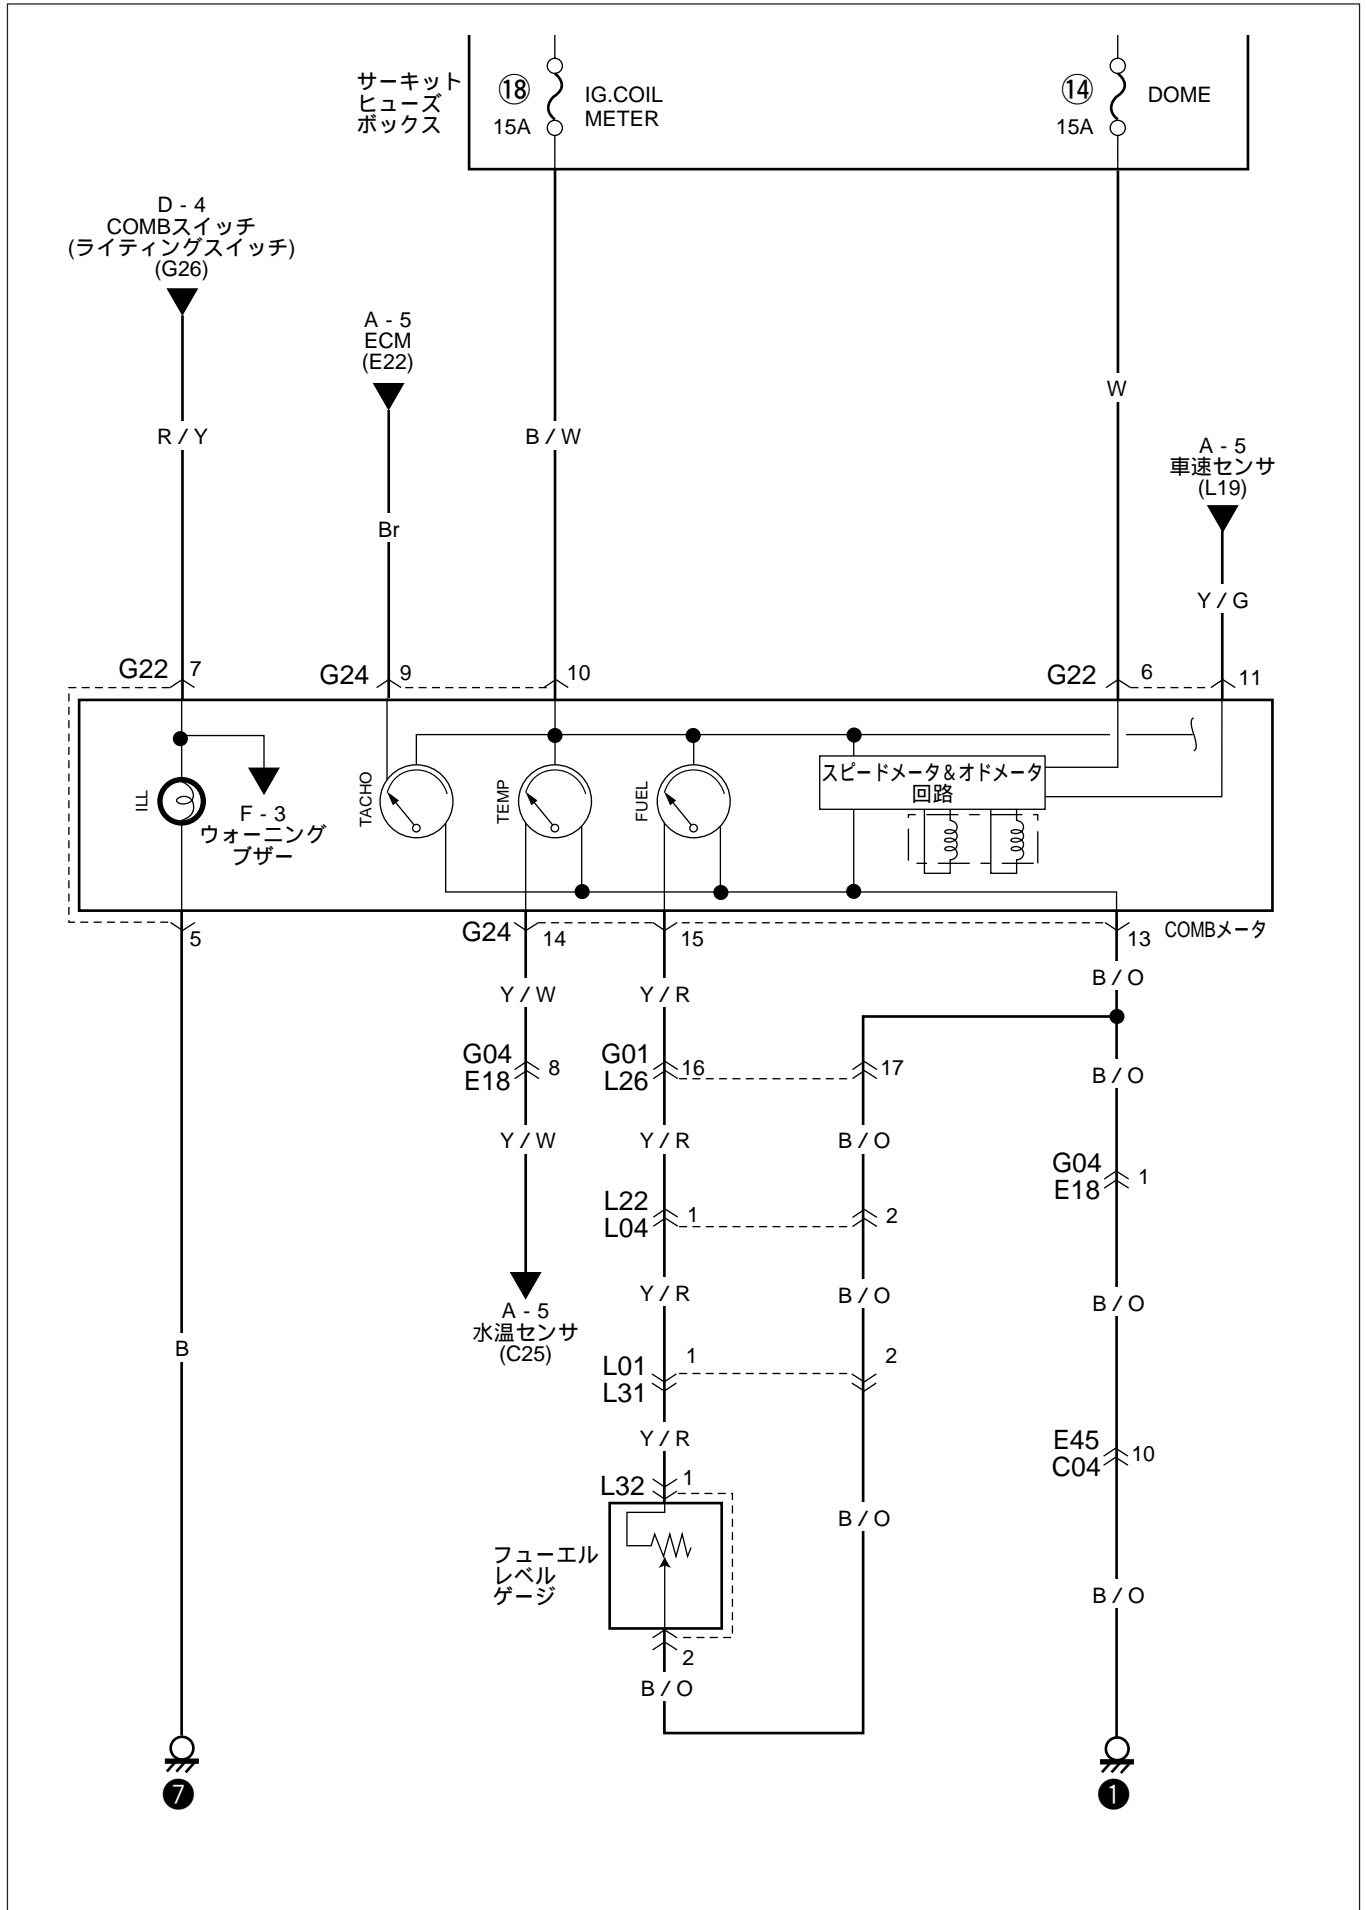 サーキット
ヒューズ
ボックス
⑱
15A
IG.COIL
METER
⑭
15A
DOME
D - 4
COMBスイッチ
(ライティングスイッチ)
(G26)
A - 5
ECM
(E22)
W
R / Y
B / W
A - 5
車速センサ
(L19)
Br
Y / G
G22 7
G24 9
10
G22 6
11
ILL
F - 3
ウォーニング
ブザー
TACHO
TEMP
FUEL
スピードメータ＆オドメータ
回路
5
G24 14
15
13
COMBメータ
B / O
Y / W
Y / R
G04
E18
8
G01
L26
16
17
B / O
Y / W
Y / R
B / O
G04
E18
1
L22
L04
1
2
Y / R
B / O
B / O
A - 5
水温センサ
(C25)
B
L01
L31
1
2
Y / R
E45
C04
10
L32 1
B / O
フューエル
レベル
ゲージ
B / O
2
B / O
❼
❶